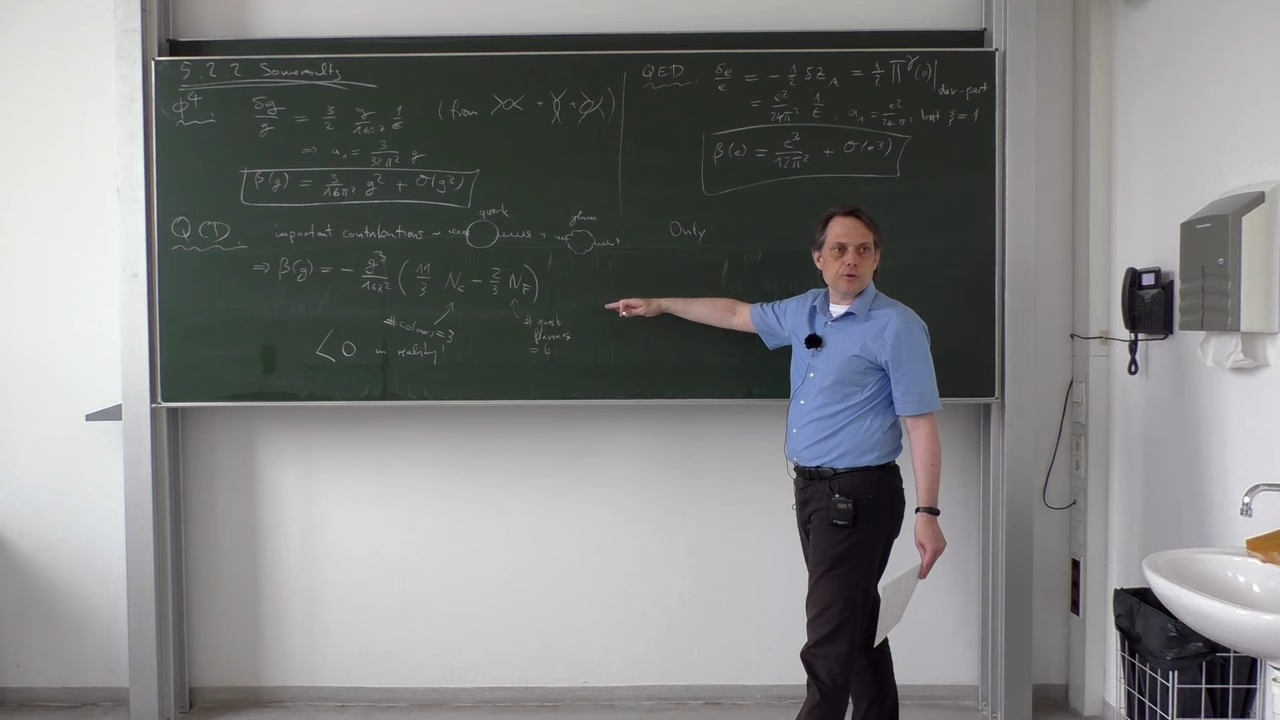 5.2.2 Some results
ϕ⁴ δg/g = 3/2 g/16π² 1/ε (from + + )
⇒ a₁ = 3/32π² g
β(g) = 3/16π² g² + O(g³)
QED. δe/e = -1/2 δZ_A = 1/2 Π^γ(0)|div-part
= e²/24π² 1/ε, a₁ = e²/24π²,
β(e) = e³/12π² + O(e³)
QCD. important contributions ~ quark + gluon
⇒ β(g) = - g³/16π² (11/3 N_c - 2/3 N_F)
# colours = 3
# quark flavours = 6
< 0 in reality!
Only